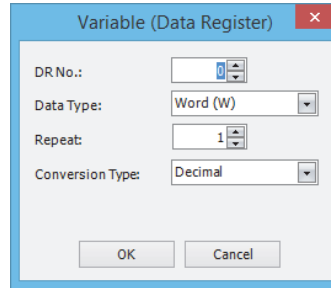 Variable (Data Register)
DR No.: 0
Data Type: Word (W)
Repeat: 1
Conversion Type: Decimal
OK Cancel